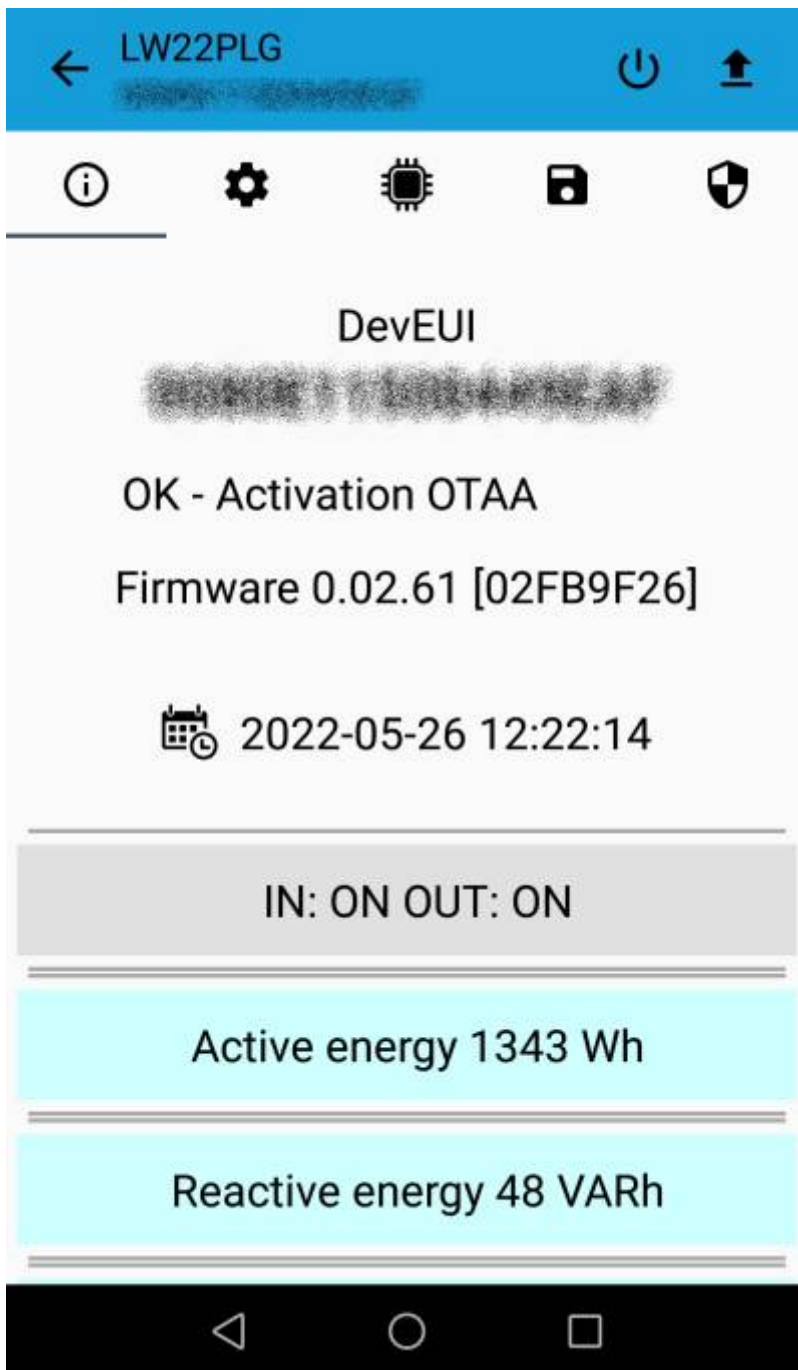 LW22PLG
DevEUI
OK - Activation OTAA
Firmware 0.02.61 [02FB9F26]
2022-05-26 12:22:14
IN: ON OUT: ON
Active energy 1343 Wh
Reactive energy 48 VARh